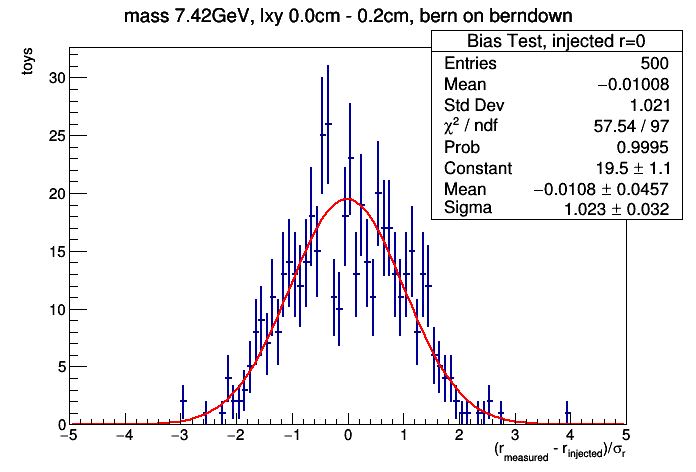 mass 7.42GeV, lxy 0.0cm - 0.2cm, bern on berndown
Bias Test, injected r=0
Entries 500
Mean −0.01008
Std Dev 1.021
χ² / ndf 57.54 / 97
Prob 0.9995
Constant 19.5 ± 1.1
Mean −0.0108 ± 0.0457
Sigma 1.023 ± 0.032
toys
30
25
20
15
10
5
0
−5 −4 −3 −2 −1 0 1 2 3 4 5
(r_measured - r_injected)/σ_r